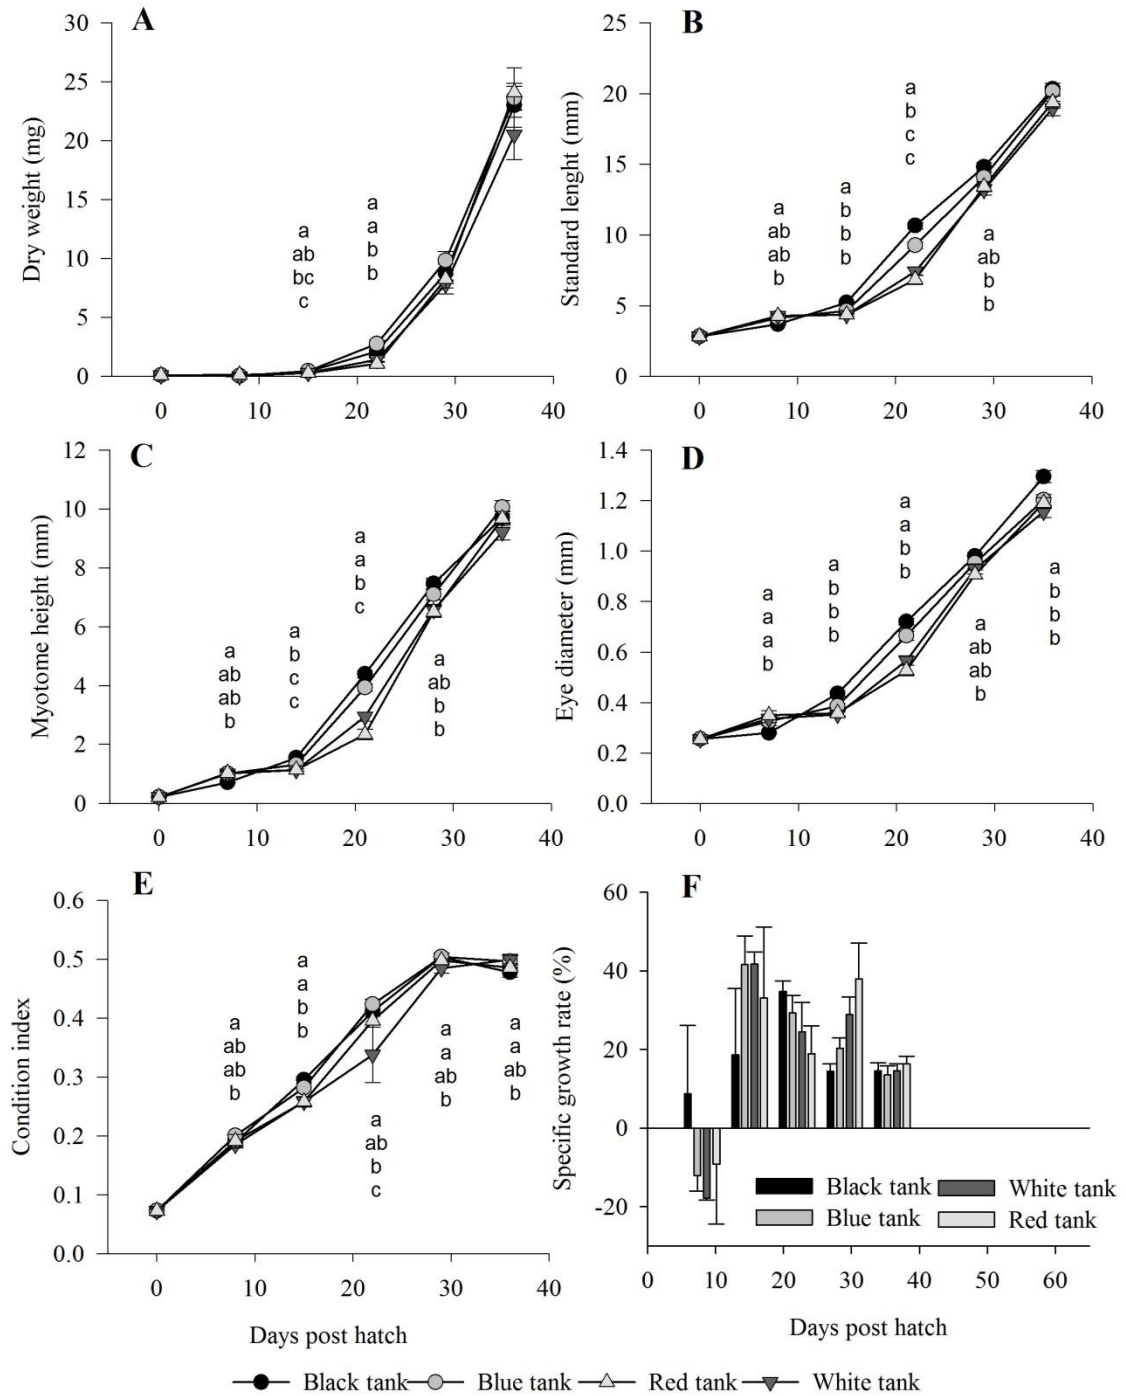 A
Dry weight (mg)
30
25
20
15
10
5
0
a
ab
bc
c
a
a
b
b
0 10 20 30 40
B
Standard lenght (mm)
25
20
15
10
5
0
a
ab
ab
b
a
b
b
b
a
b
c
c
a
ab
b
b
0 10 20 30 40
C
Myotome height (mm)
12
10
8
6
4
2
0
a
ab
ab
b
a
b
c
c
a
a
b
c
a
ab
b
b
0 10 20 30 40
D
Eye diameter (mm)
1.4
1.2
1.0
0.8
0.6
0.4
0.2
0.0
a
a
a
b
a
b
b
b
a
a
b
b
a
ab
ab
b
a
b
b
b
0 10 20 30 40
E
Condition index
0.6
0.5
0.4
0.3
0.2
0.1
0.0
a
ab
ab
b
a
a
b
b
a
ab
b
c
a
a
ab
b
a
a
ab
b
0 10 20 30 40
Days post hatch
F
Specific growth rate (%)
60
40
20
0
-20
Black tank White tank
Blue tank Red tank
0 10 20 30 40 50 60
Days post hatch
Black tank Blue tank Red tank White tank